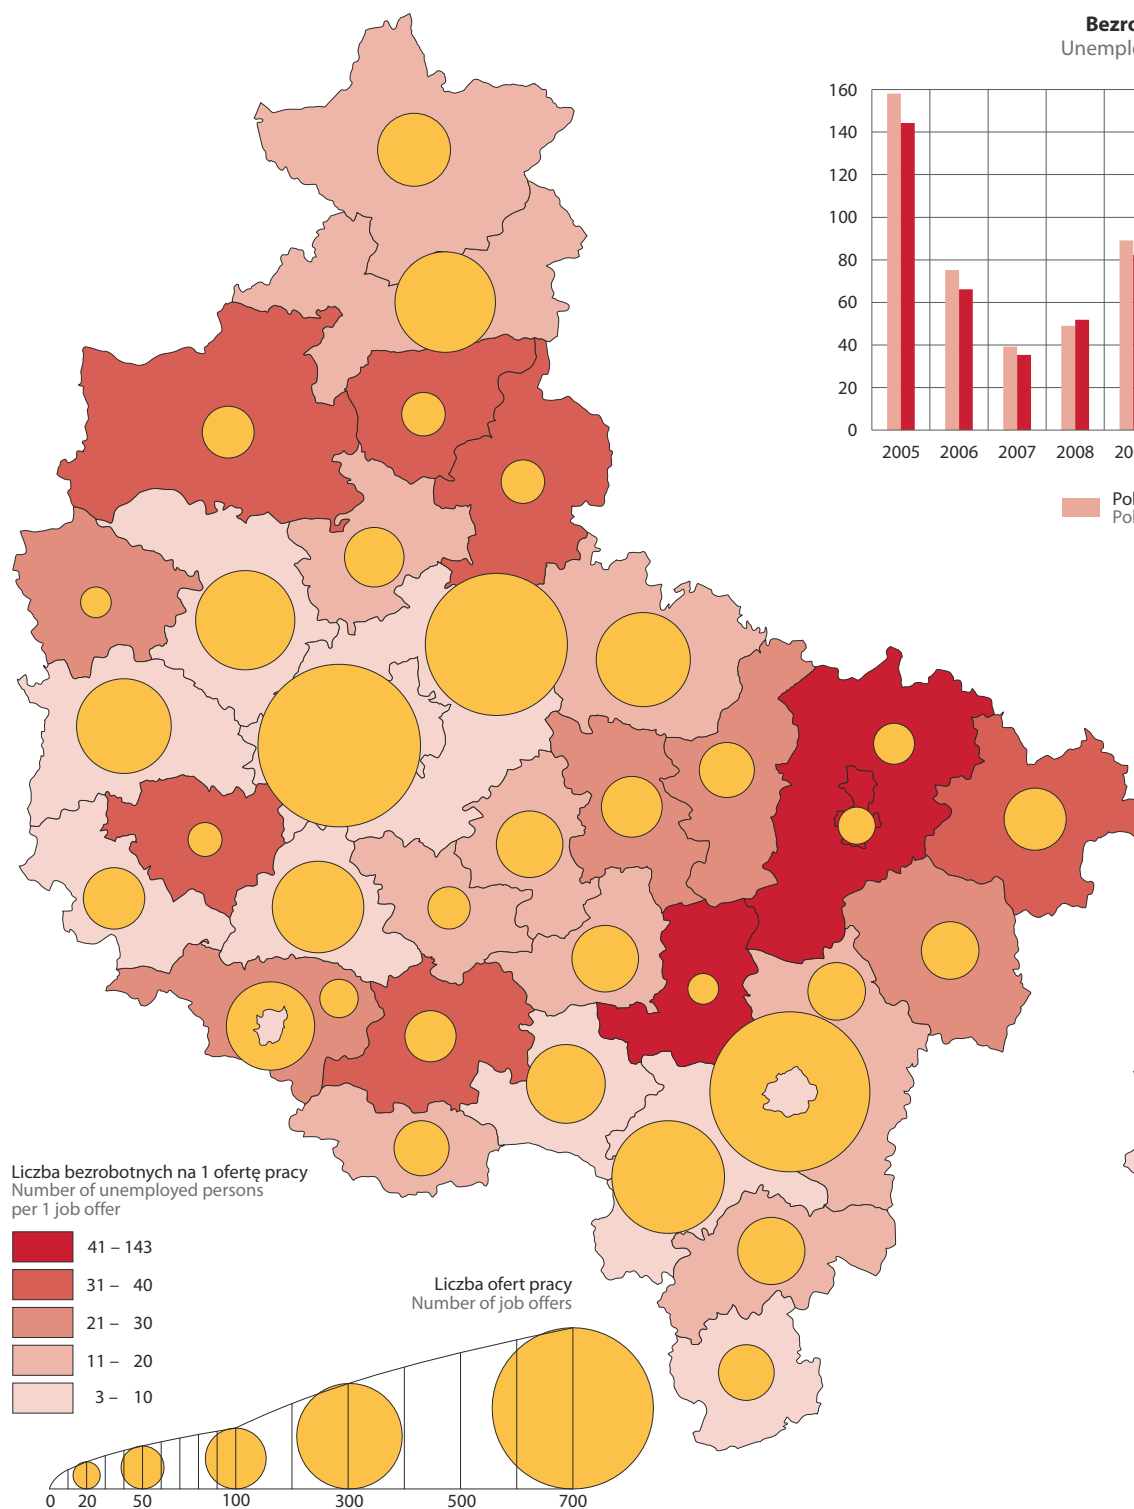 Bezro
Unemplo
160
140
120
100
80
60
40
20
0
2005 2006 2007 2008 20
Pol
Pol
Liczba bezrobotnych na 1 ofertę pracy
Number of unemployed persons
per 1 job offer
41 – 143
31 – 40
21 – 30
11 – 20
3 – 10
Liczba ofert pracy
Number of job offers
0 20 50 100 300 500 700